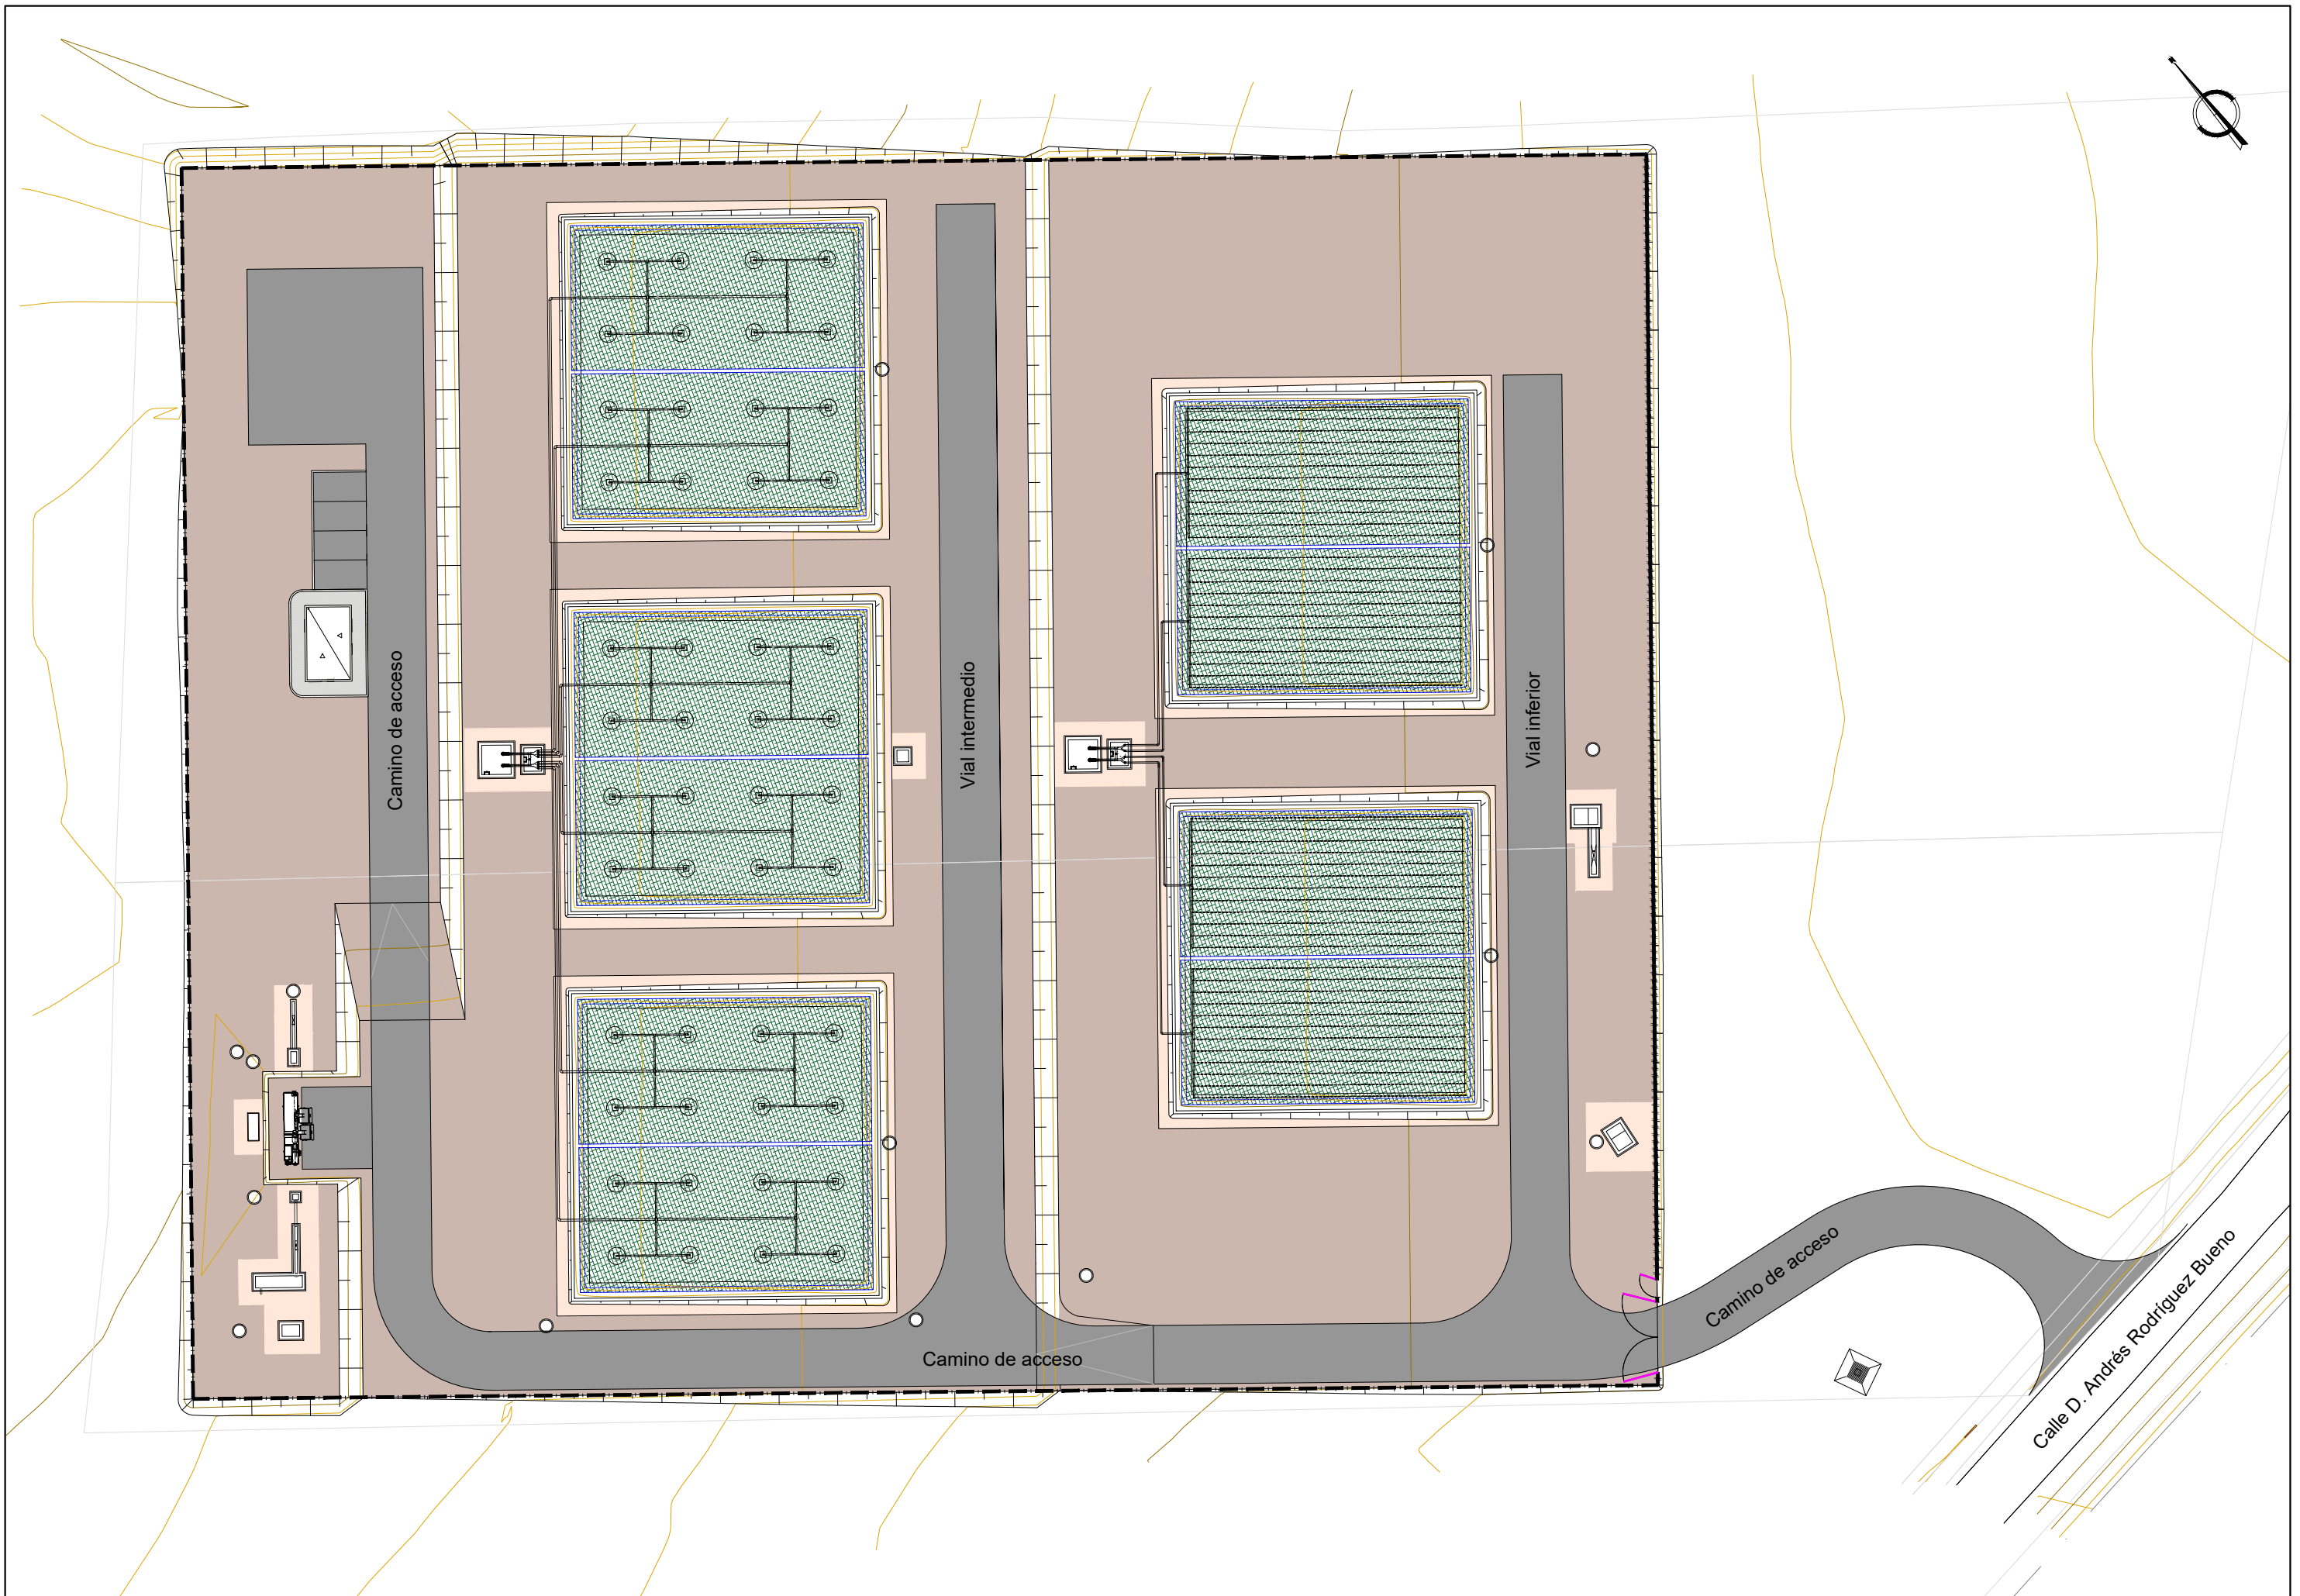 Camino de acceso
Vial intermedio
Vial inferior
Camino de acceso
Camino de acceso
Calle D. Andrés Rodríguez Bueno